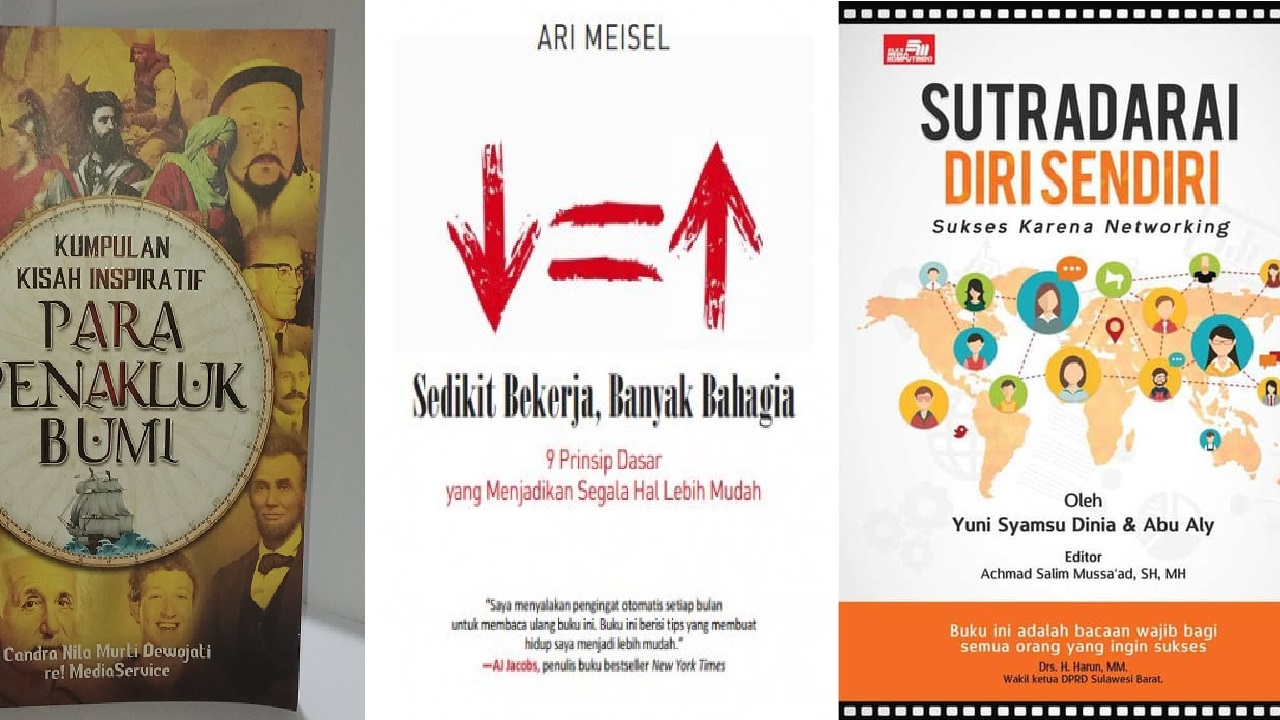 KUMPULAN
KISAH INSPIRATIF
PARA
PENAKLUK
BUMI
Candra Nila Murti Dewojati
re! MediaService
ARI MEISEL
Sedikit Bekerja, Banyak Bahagia
9 Prinsip Dasar
yang Menjadikan Segala Hal Lebih Mudah
"Saya menyalakan pengingat otomatis setiap bulan
untuk membaca ulang buku ini. Buku ini berisi tips yang membuat
hidup saya menjadi lebih mudah."
—AJ Jacobs, penulis buku bestseller New York Times
ELEX MEDIA KOMPUTINDO
SUTRADARAI
DIRI SENDIRI
Sukses Karena Networking
Oleh
Yuni Syamsu Dinia & Abu Aly
Editor
Achmad Salim Mussa'ad, SH, MH
Buku ini adalah bacaan wajib bagi
semua orang yang ingin sukses
Drs. H. Harun, MM.
Wakil ketua DPRD Sulawesi Barat.